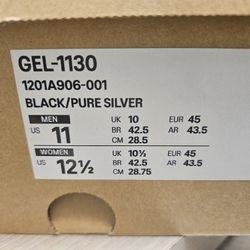 GEL-1130
1201A906-001
BLACK/PURE SILVER
MEN
US 11
UK 10 EUR 45
BR 42.5 AR 43.5
CM 28.5
WOMEN
US 12½
UK 10½ EUR 45
BR 42.5 AR 43.5
CM 28.75